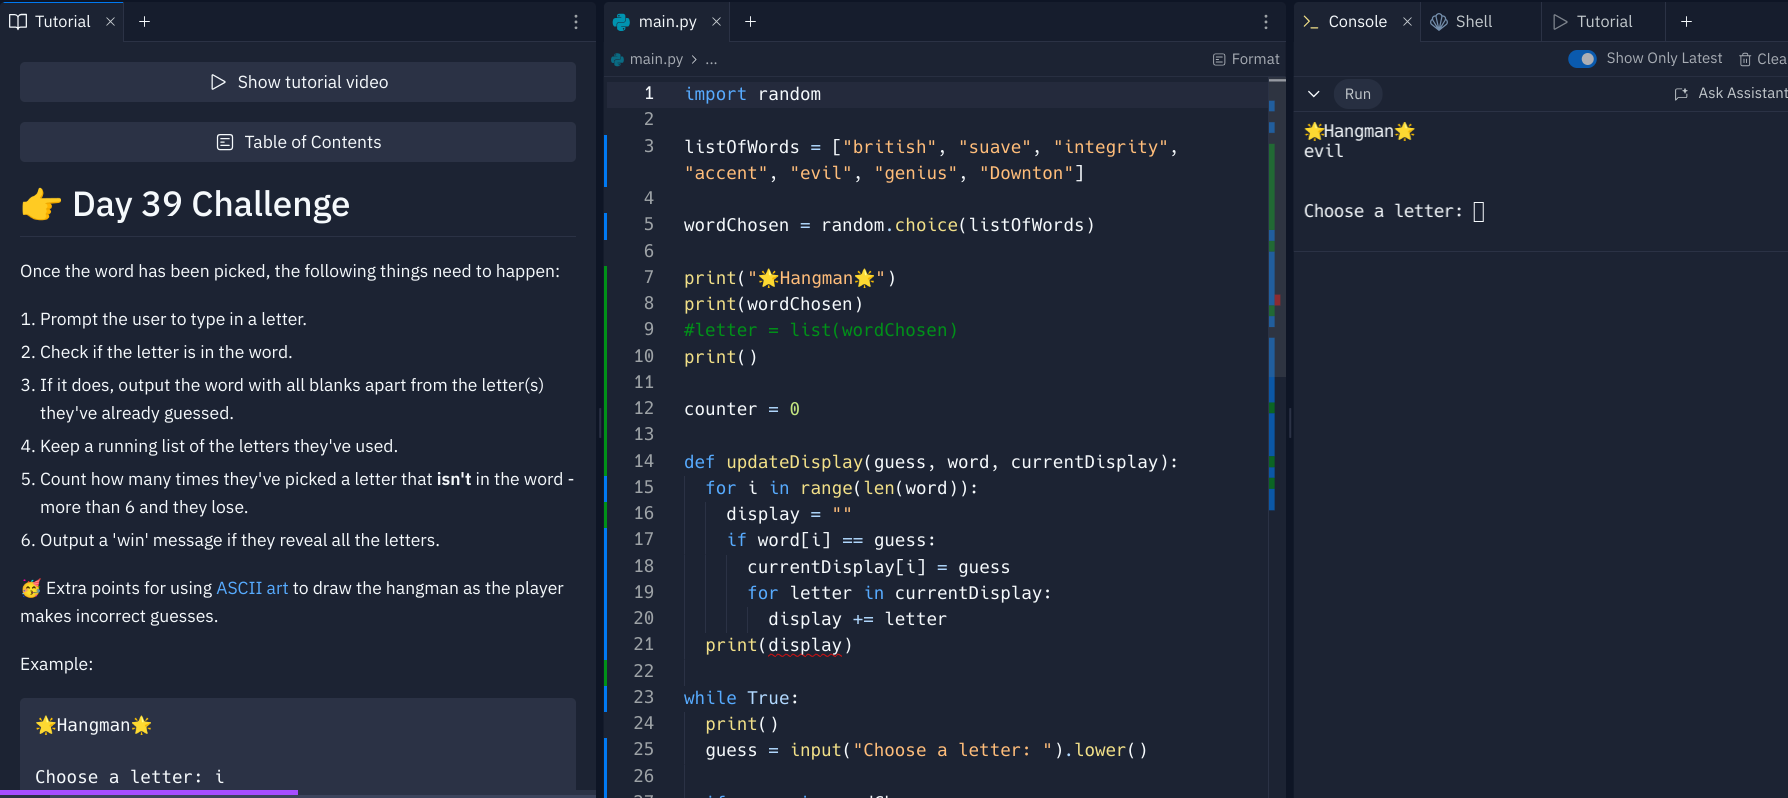 Tutorial
main.py
Console
Shell
Tutorial
Show tutorial video
Table of Contents
👉 Day 39 Challenge
Once the word has been picked, the following things need to happen:
1. Prompt the user to type in a letter.
2. Check if the letter is in the word.
3. If it does, output the word with all blanks apart from the letter(s)
they've already guessed.
4. Keep a running list of the letters they've used.
5. Count how many times they've picked a letter that isn't in the word -
more than 6 and they lose.
6. Output a 'win' message if they reveal all the letters.
🥳 Extra points for using ASCII art to draw the hangman as the player
makes incorrect guesses.
Example:
🌟Hangman🌟
Choose a letter: i
main.py > ...
Format
1 import random
2
3 listOfWords = ["british", "suave", "integrity",
"accent", "evil", "genius", "Downton"]
4
5 wordChosen = random.choice(listOfWords)
6
7 print("🌟Hangman🌟")
8 print(wordChosen)
9 #letter = list(wordChosen)
10 print()
11
12 counter = 0
13
14 def updateDisplay(guess, word, currentDisplay):
15 for i in range(len(word)):
16 display = ""
17 if word[i] == guess:
18 currentDisplay[i] = guess
19 for letter in currentDisplay:
20 display += letter
21 print(display)
22
23 while True:
24 print()
25 guess = input("Choose a letter: ").lower()
26
Show Only Latest
Clea
Run
Ask Assistant
🌟Hangman🌟
evil
Choose a letter: